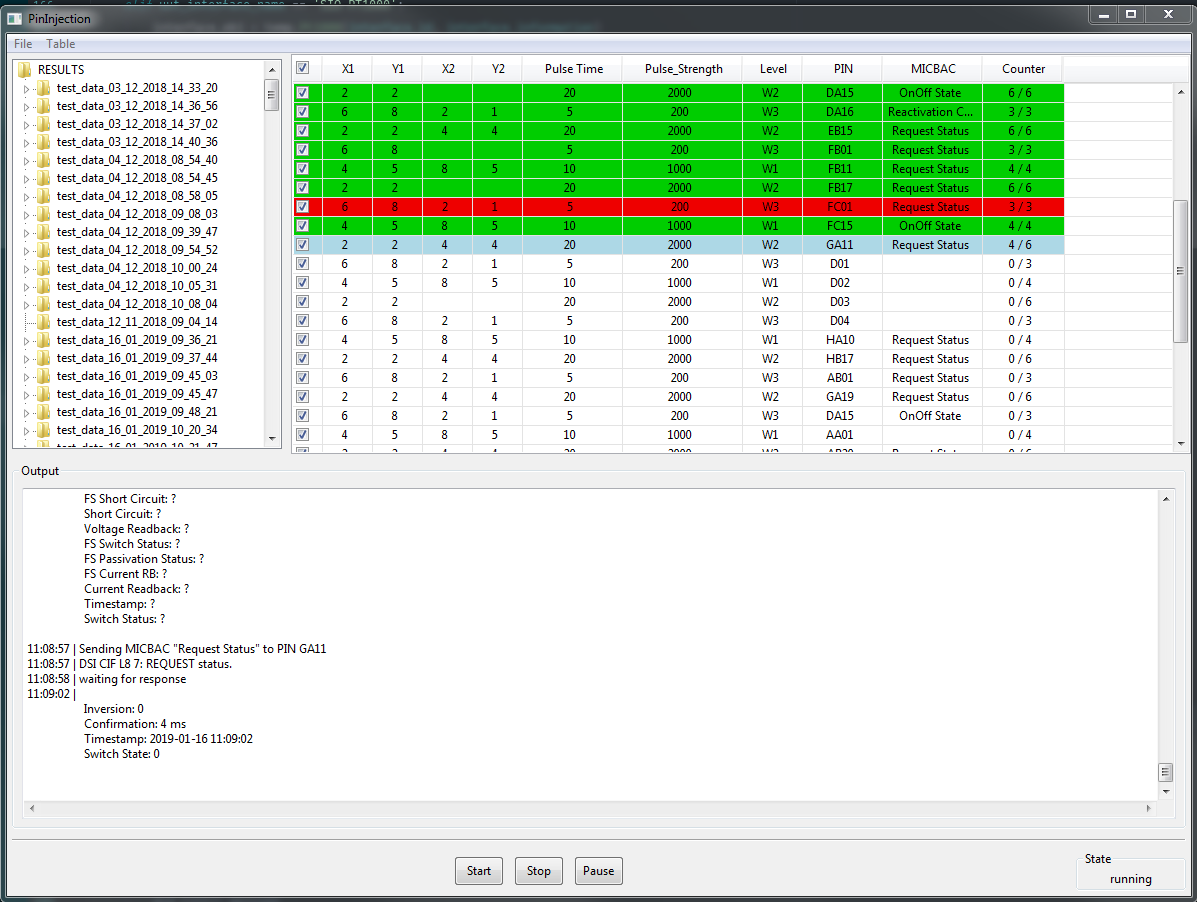 PinInjection
File Table
RESULTS
test_data_03_12_2018_14_33_20
test_data_03_12_2018_14_36_56
test_data_03_12_2018_14_37_02
test_data_03_12_2018_14_40_36
test_data_04_12_2018_08_54_40
test_data_04_12_2018_08_54_45
test_data_04_12_2018_08_58_05
test_data_04_12_2018_09_08_03
test_data_04_12_2018_09_39_47
test_data_04_12_2018_09_54_52
test_data_04_12_2018_10_00_24
test_data_04_12_2018_10_05_31
test_data_04_12_2018_10_08_04
test_data_12_11_2018_09_04_14
test_data_16_01_2019_09_36_21
test_data_16_01_2019_09_37_44
test_data_16_01_2019_09_45_03
test_data_16_01_2019_09_45_47
test_data_16_01_2019_09_48_21
test_data_16_01_2019_10_20_34
X1 Y1 X2 Y2 Pulse Time Pulse_Strength Level PIN MICBAC Counter
2 2 20 2000 W2 DA15 OnOff State 6 / 6
6 8 2 1 5 200 W3 DA16 Reactivation C... 3 / 3
2 2 4 4 20 2000 W2 EB15 Request Status 6 / 6
6 8 5 200 W3 FB01 Request Status 3 / 3
4 5 8 5 10 1000 W1 FB11 Request Status 4 / 4
2 2 20 2000 W2 FB17 Request Status 6 / 6
6 8 2 1 5 200 W3 FC01 Request Status 3 / 3
4 5 8 5 10 1000 W1 FC15 OnOff State 4 / 4
2 2 4 4 20 2000 W2 GA11 Request Status 4 / 6
6 8 2 1 5 200 W3 D01 0 / 3
4 5 8 5 10 1000 W1 D02 0 / 4
2 2 20 2000 W2 D03 0 / 6
6 8 2 1 5 200 W3 D04 0 / 3
4 5 8 5 10 1000 W1 HA10 Request Status 0 / 4
2 2 4 4 20 2000 W2 HB17 Request Status 0 / 6
6 8 2 1 5 200 W3 AB01 Request Status 0 / 3
2 2 4 4 20 2000 W2 GA19 Request Status 0 / 6
6 8 2 1 5 200 W3 DA15 OnOff State 0 / 3
4 5 8 5 10 1000 W1 AA01 0 / 4
Output
FS Short Circuit: ?
Short Circuit: ?
Voltage Readback: ?
FS Switch Status: ?
FS Passivation Status: ?
FS Current RB: ?
Current Readback: ?
Timestamp: ?
Switch Status: ?
11:08:57 | Sending MICBAC "Request Status" to PIN GA11
11:08:57 | DSI CIF L8 7: REQUEST status.
11:08:58 | waiting for response
11:09:02 |
Inversion: 0
Confirmation: 4 ms
Timestamp: 2019-01-16 11:09:02
Switch State: 0
Start Stop Pause
State
running